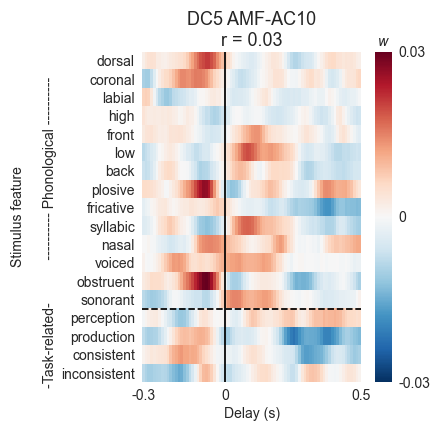 DC5 AMF-AC10
r = 0.03
w
dorsal
coronal
labial
high
front
low
back
plosive
fricative
syllabic
nasal
voiced
obstruent
sonorant
perception
production
consistent
inconsistent
Stimulus feature
---------- Phonological ----------
-Task-related-
-0.3
0
0.5
Delay (s)
0.03
0
-0.03